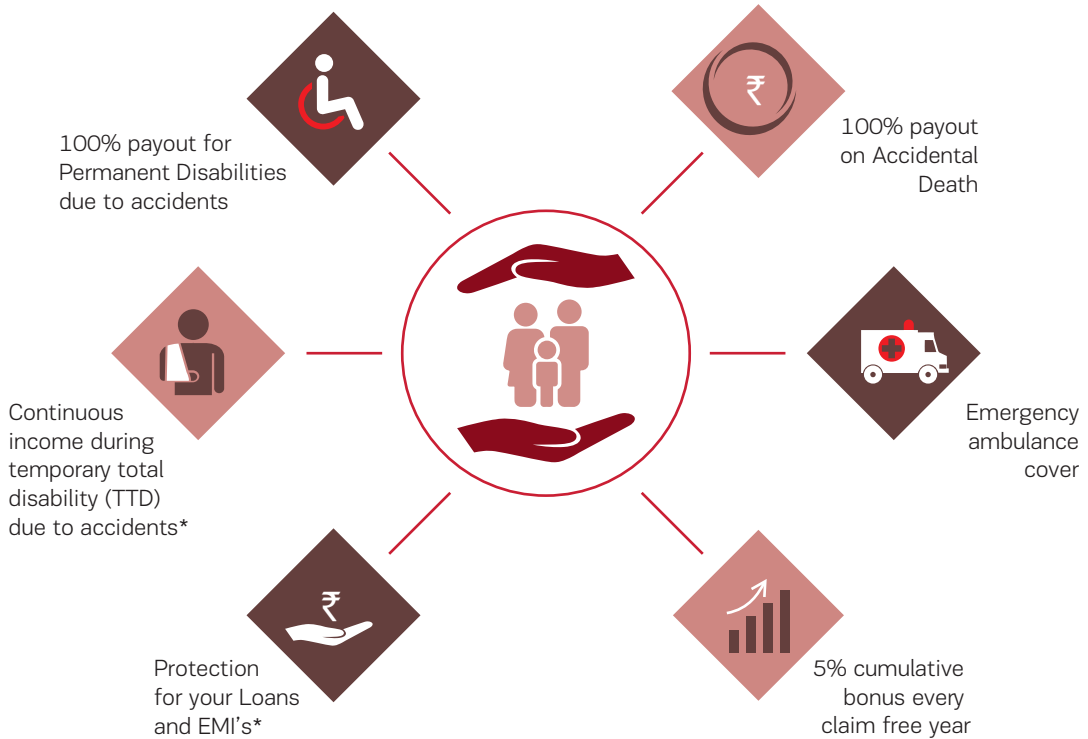 100% payout for
Permanent Disabilities
due to accidents
₹
100% payout
on Accidental
Death
Continuous
income during
temporary total
disability (TTD)
due to accidents*
Emergency
ambulance
cover
₹
Protection
for your Loans
and EMI's*
5% cumulative
bonus every
claim free year